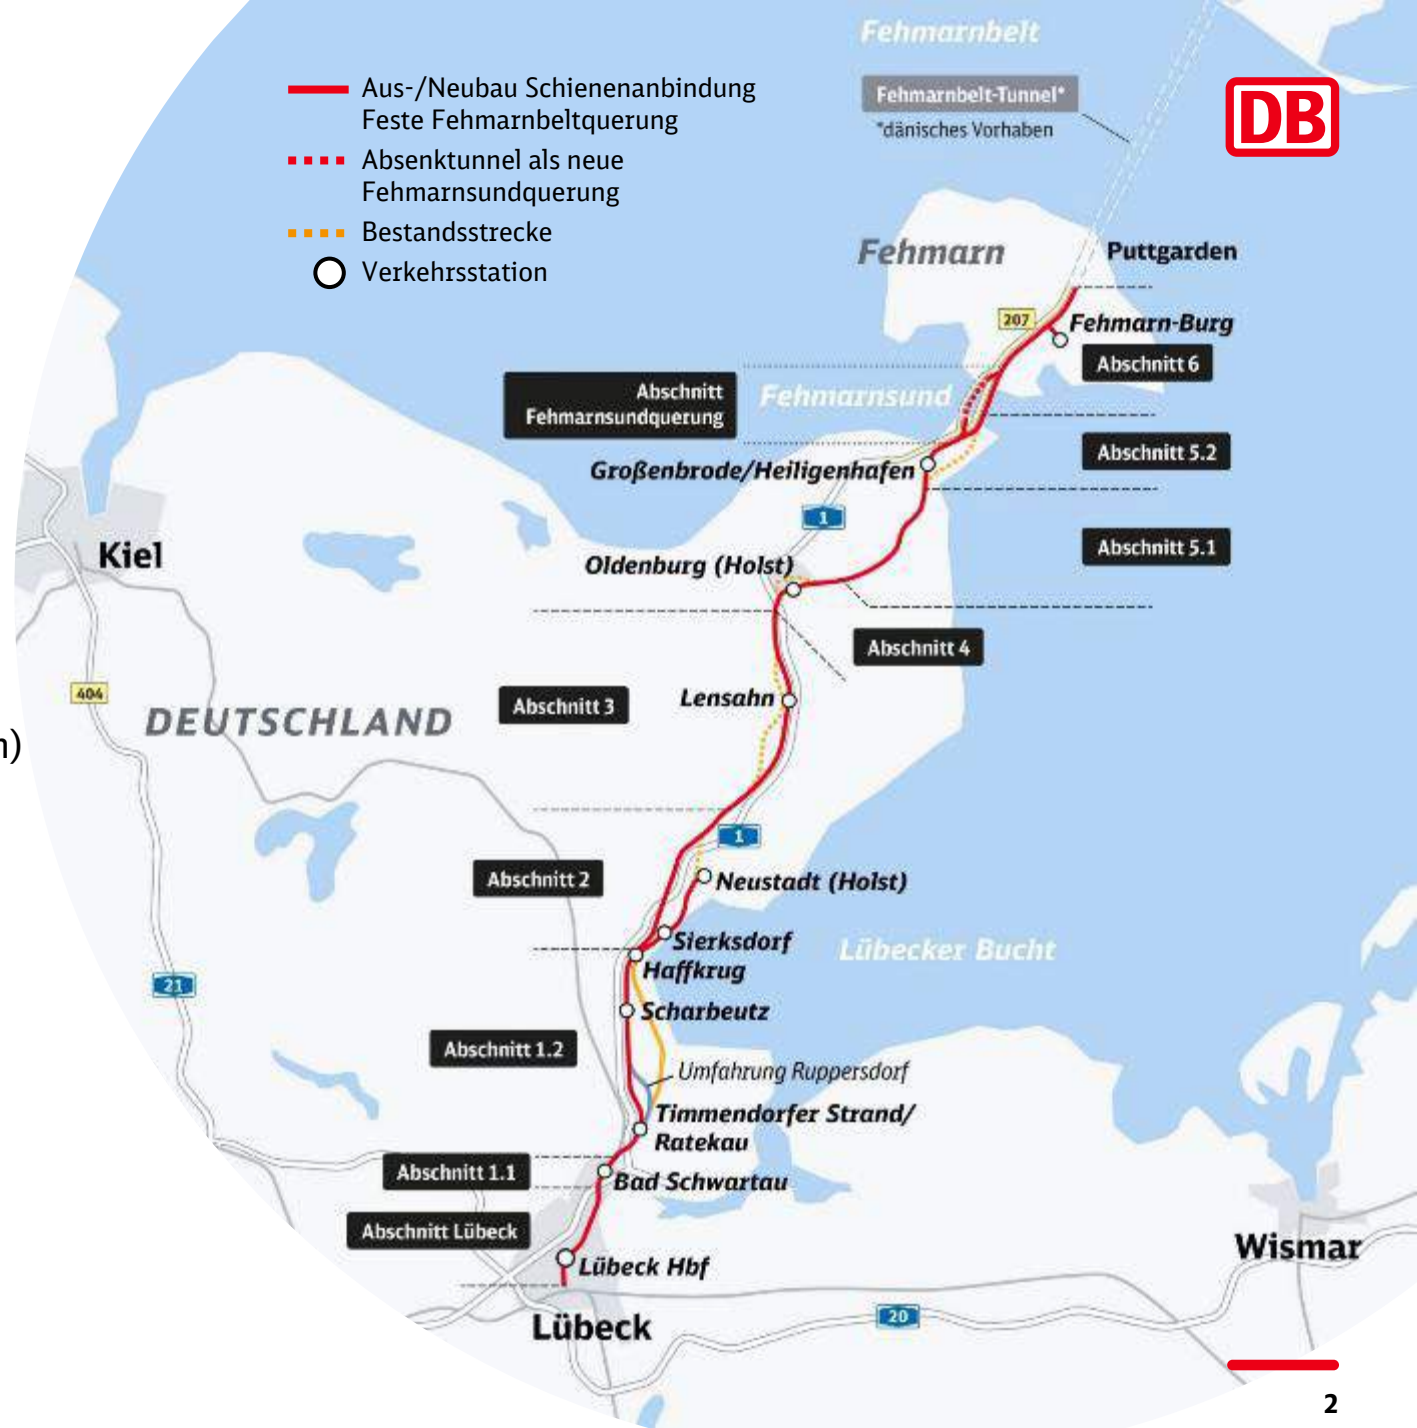 Fehmarnbelt
Aus-/Neubau Schienenanbindung
Feste Fehmarnbeltquerung
Absenktunnel als neue
Fehmarnsundquerung
Bestandsstrecke
Verkehrsstation
Fehmarnbelt-Tunnel*
*dänisches Vorhaben
DB
Fehmarn
Puttgarden
207
Fehmarn-Burg
Abschnitt 6
Abschnitt
Fehmarnsundquerung
Fehmarnsund
Abschnitt 5.2
Großenbrode/Heiligenhafen
1
Abschnitt 5.1
Kiel
Oldenburg (Holst)
Abschnitt 4
404
Abschnitt 3
Lensahn
DEUTSCHLAND
n)
1
Abschnitt 2
Neustadt (Holst)
Sierksdorf
Lübecker Bucht
Haffkrug
21
Scharbeutz
Abschnitt 1.2
Umfahrung Ruppersdorf
Timmendorfer Strand/
Ratekau
Abschnitt 1.1
Bad Schwartau
Abschnitt Lübeck
Lübeck Hbf
Wismar
20
Lübeck
2